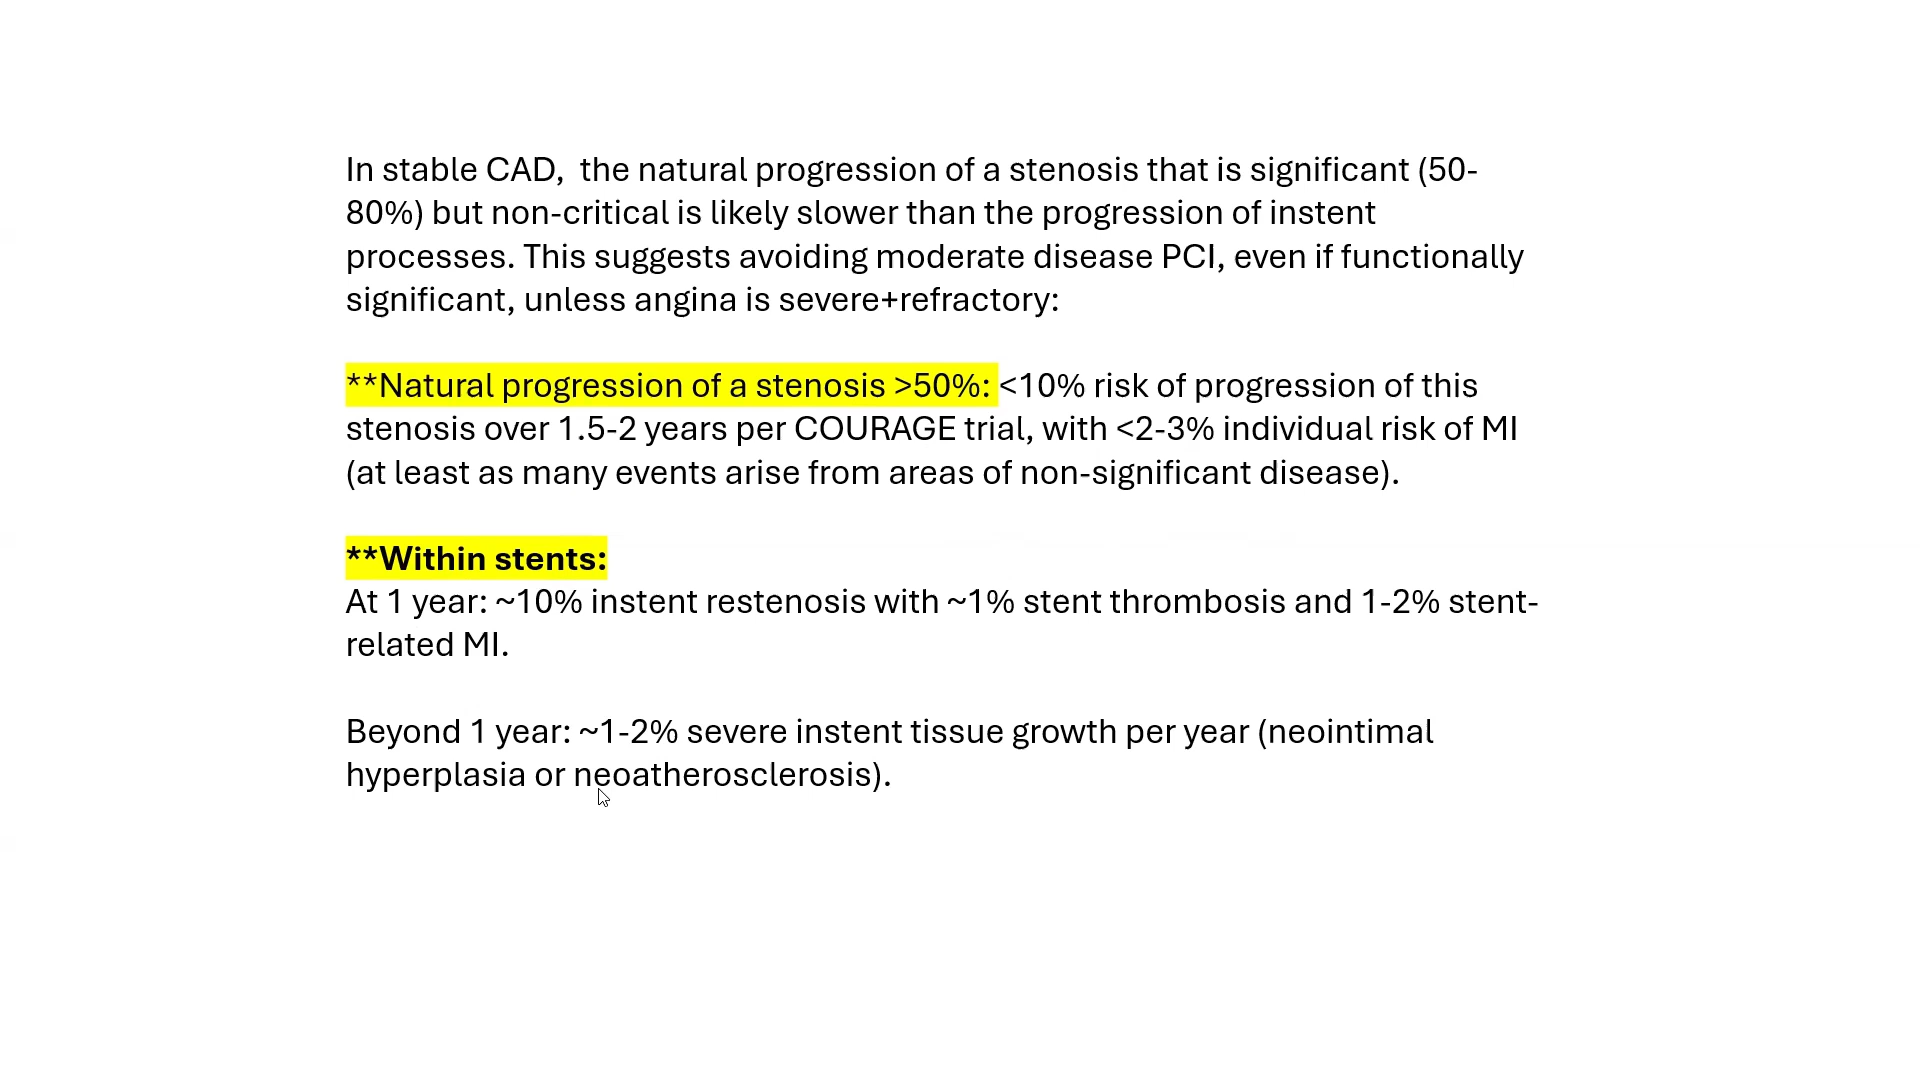 In stable CAD,  the natural progression of a stenosis that is significant (50-
80%) but non-critical is likely slower than the progression of instent
processes. This suggests avoiding moderate disease PCI, even if functionally
significant, unless angina is severe+refractory:
**Natural progression of a stenosis >50%: <10% risk of progression of this
stenosis over 1.5-2 years per COURAGE trial, with <2-3% individual risk of MI
(at least as many events arise from areas of non-significant disease).
**Within stents:
At 1 year: ~10% instent restenosis with ~1% stent thrombosis and 1-2% stent-
related MI.
Beyond 1 year: ~1-2% severe instent tissue growth per year (neointimal
hyperplasia or neoatherosclerosis).